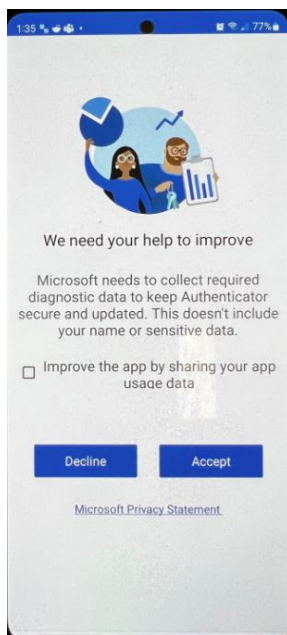 1:35
77%
We need your help to improve
Microsoft needs to collect required
diagnostic data to keep Authenticator
secure and updated. This doesn't include
your name or sensitive data.
Improve the app by sharing your app
usage data
Decline
Accept
Microsoft Privacy Statement